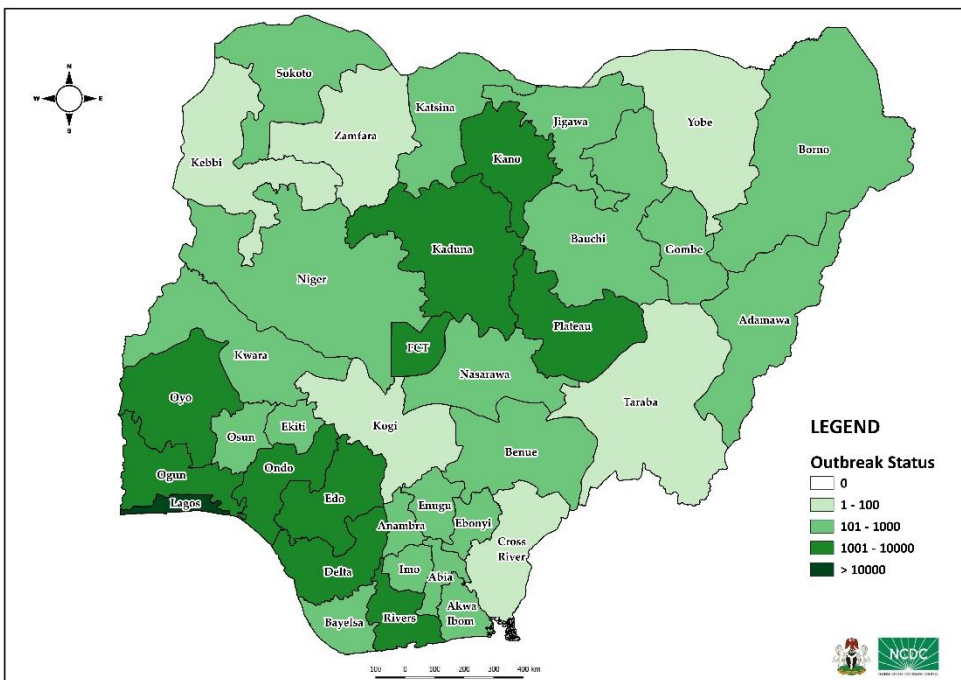 N
W E
S
Sokoto
Katsina
Jigawa
Yobe
Borno
Kebbi
Zamfara
Kano
Kaduna
Bauchi
Gombe
Niger
Adamawa
Plateau
FCT
Kwara
Nasarawa
Oyo
Taraba
Kogi
Osun
Ekiti
Benue
Ogun
Ondo
Lagos
Edo
Enugu
Anambra
Ebonyi
Cross
River
Delta
Imo
Abia
Bayelsa
Rivers
Akwa
Ibom
LEGEND
Outbreak Status
0
1 - 100
101 - 1000
1001 - 10000
> 10000
100 0 100 200 300 400 km
NCDC